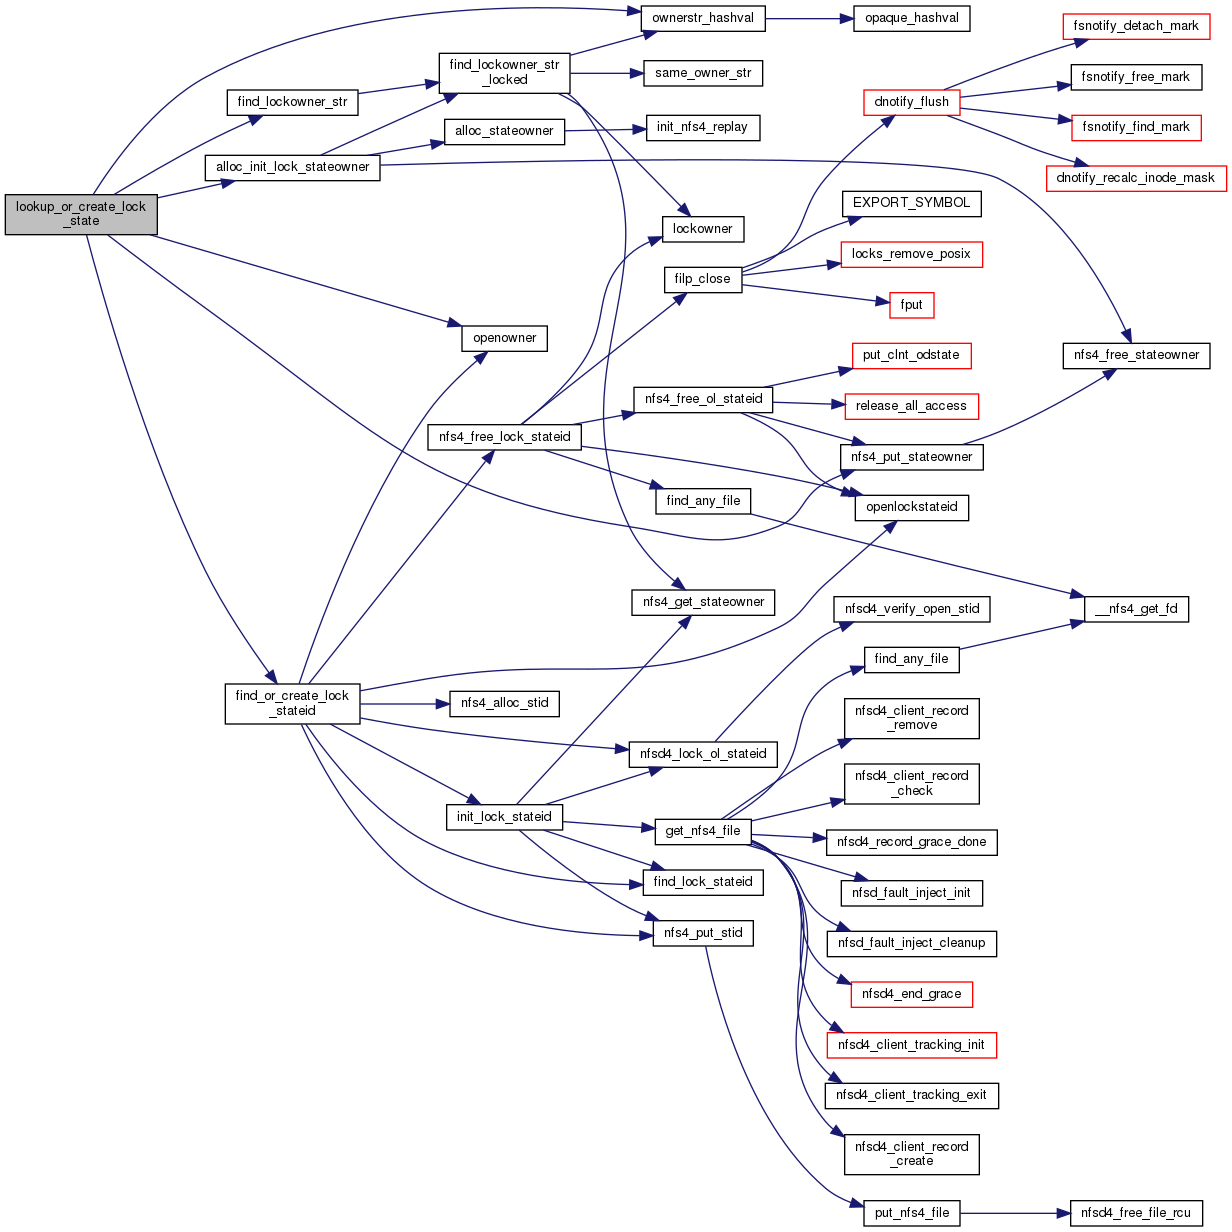 ownerstr_hashval
opaque_hashval
fsnotify_detach_mark
find_lockowner_str
_locked
same_owner_str
fsnotify_free_mark
find_lockowner_str
dnotify_flush
alloc_stateowner
init_nfs4_replay
fsnotify_find_mark
alloc_init_lock_stateowner
dnotify_recalc_inode_mask
lookup_or_create_lock
_state
EXPORT_SYMBOL
lockowner
locks_remove_posix
filp_close
fput
openowner
put_clnt_odstate
nfs4_free_stateowner
nfs4_free_ol_stateid
release_all_access
nfs4_free_lock_stateid
nfs4_put_stateowner
find_any_file
openlockstateid
nfs4_get_stateowner
nfsd4_verify_open_stid
__nfs4_get_fd
find_any_file
find_or_create_lock
_stateid
nfs4_alloc_stid
nfsd4_client_record
_remove
nfsd4_lock_ol_stateid
nfsd4_client_record
_check
init_lock_stateid
get_nfs4_file
nfsd4_record_grace_done
find_lock_stateid
nfsd_fault_inject_init
nfs4_put_stid
nfsd_fault_inject_cleanup
nfsd4_end_grace
nfsd4_client_tracking_init
nfsd4_client_tracking_exit
nfsd4_client_record
_create
put_nfs4_file
nfsd4_free_file_rcu